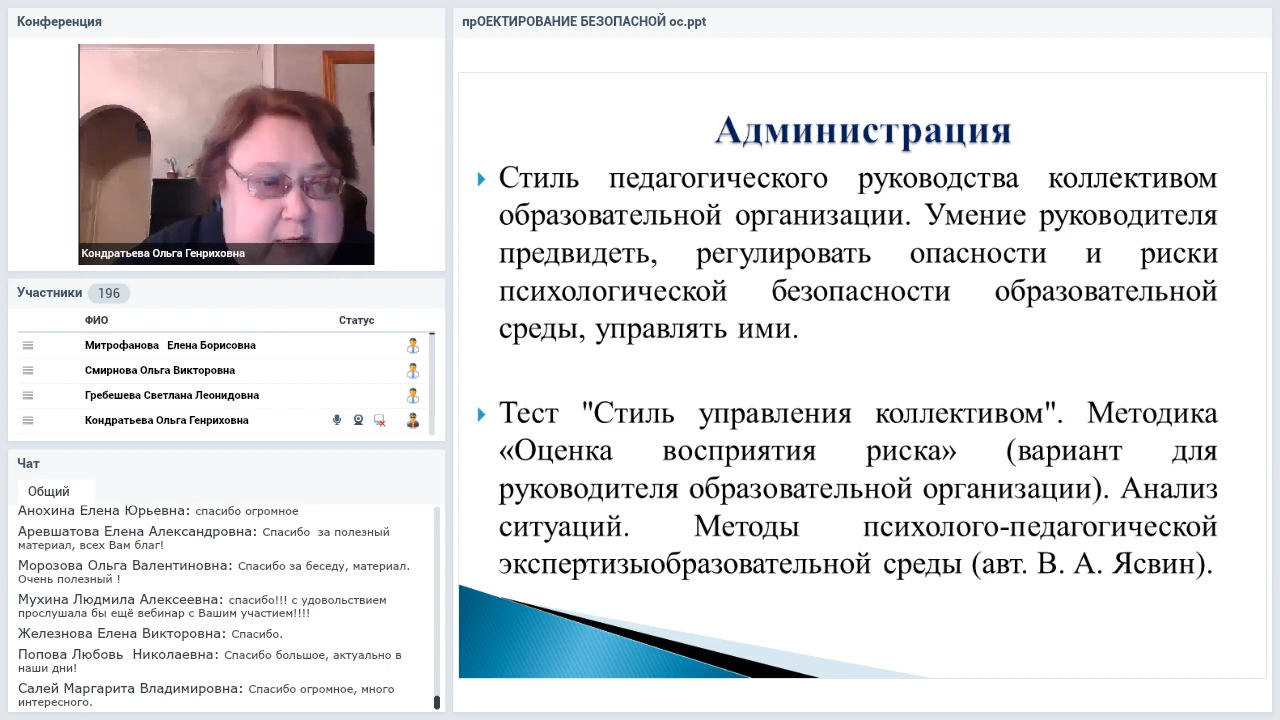 Конференция
Кондратьева Ольга Генриховна
Участники 196
ФИО Статус
Митрофанова Елена Борисовна
Смирнова Ольга Викторовна
Гребешева Светлана Леонидовна
Кондратьева Ольга Генриховна
Чат
Общий
Анохина Елена Юрьевна: спасибо огромное
Аревшатова Елена Александровна: Спасибо за полезный
материал, всех Вам благ!
Морозова Ольга Валентиновна: Спасибо за беседу, материал.
Очень полезный !
Мухина Людмила Алексеевна: спасибо!!! с удовольствием
прослушала бы ещё вебинар с Вашим участием!!!!
Железнова Елена Викторовна: Спасибо.
Попова Любовь Николаевна: Спасибо большое, актуально в
наши дни!
Салей Маргарита Владимировна: Спасибо огромное, много
интересного.
прОЕКТИРОВАНИЕ БЕЗОПАСНОЙ ос.ppt
Администрация
Стиль педагогического руководства коллективом
образовательной организации. Умение руководителя
предвидеть, регулировать опасности и риски
психологической безопасности образовательной
среды, управлять ими.
Тест "Стиль управления коллективом". Методика
«Оценка восприятия риска» (вариант для
руководителя образовательной организации). Анализ
ситуаций. Методы психолого-педагогической
экспертизыобразовательной среды (авт. В. А. Ясвин).